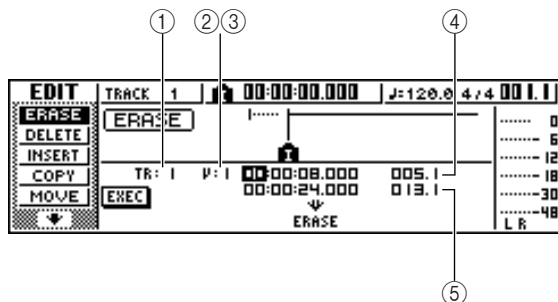 ① ② ③ ④
EDIT TRACK 1 00:00:00.000 ♩=120.0 4/4 001.1
ERASE ERASE 0
DELETE 6
INSERT I 12
COPY TR: 1 V: 1 00:00:08.000 005.1 18
MOVE EXEC 00:00:24.000 013.1 30
ERASE 48
L R
⑤